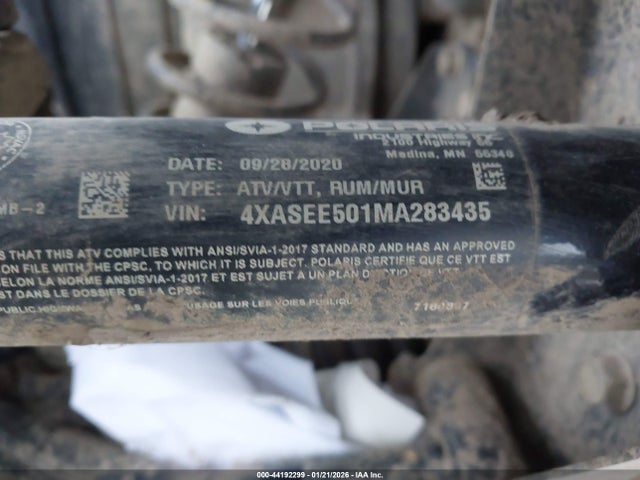 POLARIS
INDUSTRIES
2100 Highway 55
Medina, MN 55340
DATE: 09/28/2020
TYPE: ATV/VTT, RUM/MUR
MB-2
VIN: 4XASEE501MA283435
THIS ATV COMPLIES WITH ANSI/SVIA-1-2017 STANDARD AND HAS AN
ON FILE WITH THE CPSC, TO WHICH IT IS SUBJECT. POLARIS CERTIFIE QUE CE VTT EST
SELON LA NORME ANSI/SVIA-1-2017 ET EST SUJET A UN PLAN
EST DANS LE DOSSIER DE LA CPSC.
PUBLIC HIGHWA USAGE SUR LES VOIES PUBLIQUE
000-44192299 - 01/21/2026 - IAA Inc.